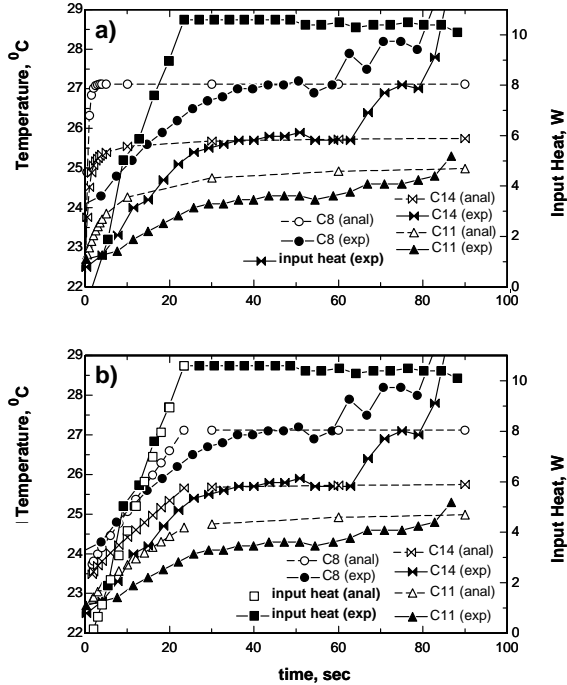 a)
29
28
27
26
25
24
23
22
Temperature, ⁰C
10
8
6
4
2
0
Input Heat, W
C8 (anal)
C8 (exp)
input heat (exp)
C14 (anal)
C14 (exp)
C11 (anal)
C11 (exp)
0 20 40 60 80 100
b)
29
28
27
26
25
24
23
22
Temperature, ⁰C
10
8
6
4
2
0
Input Heat, W
C8 (anal)
C8 (exp)
input heat (anal)
input heat (exp)
C14 (anal)
C14 (exp)
C11 (anal)
C11 (exp)
0 20 40 60 80 100
time, sec